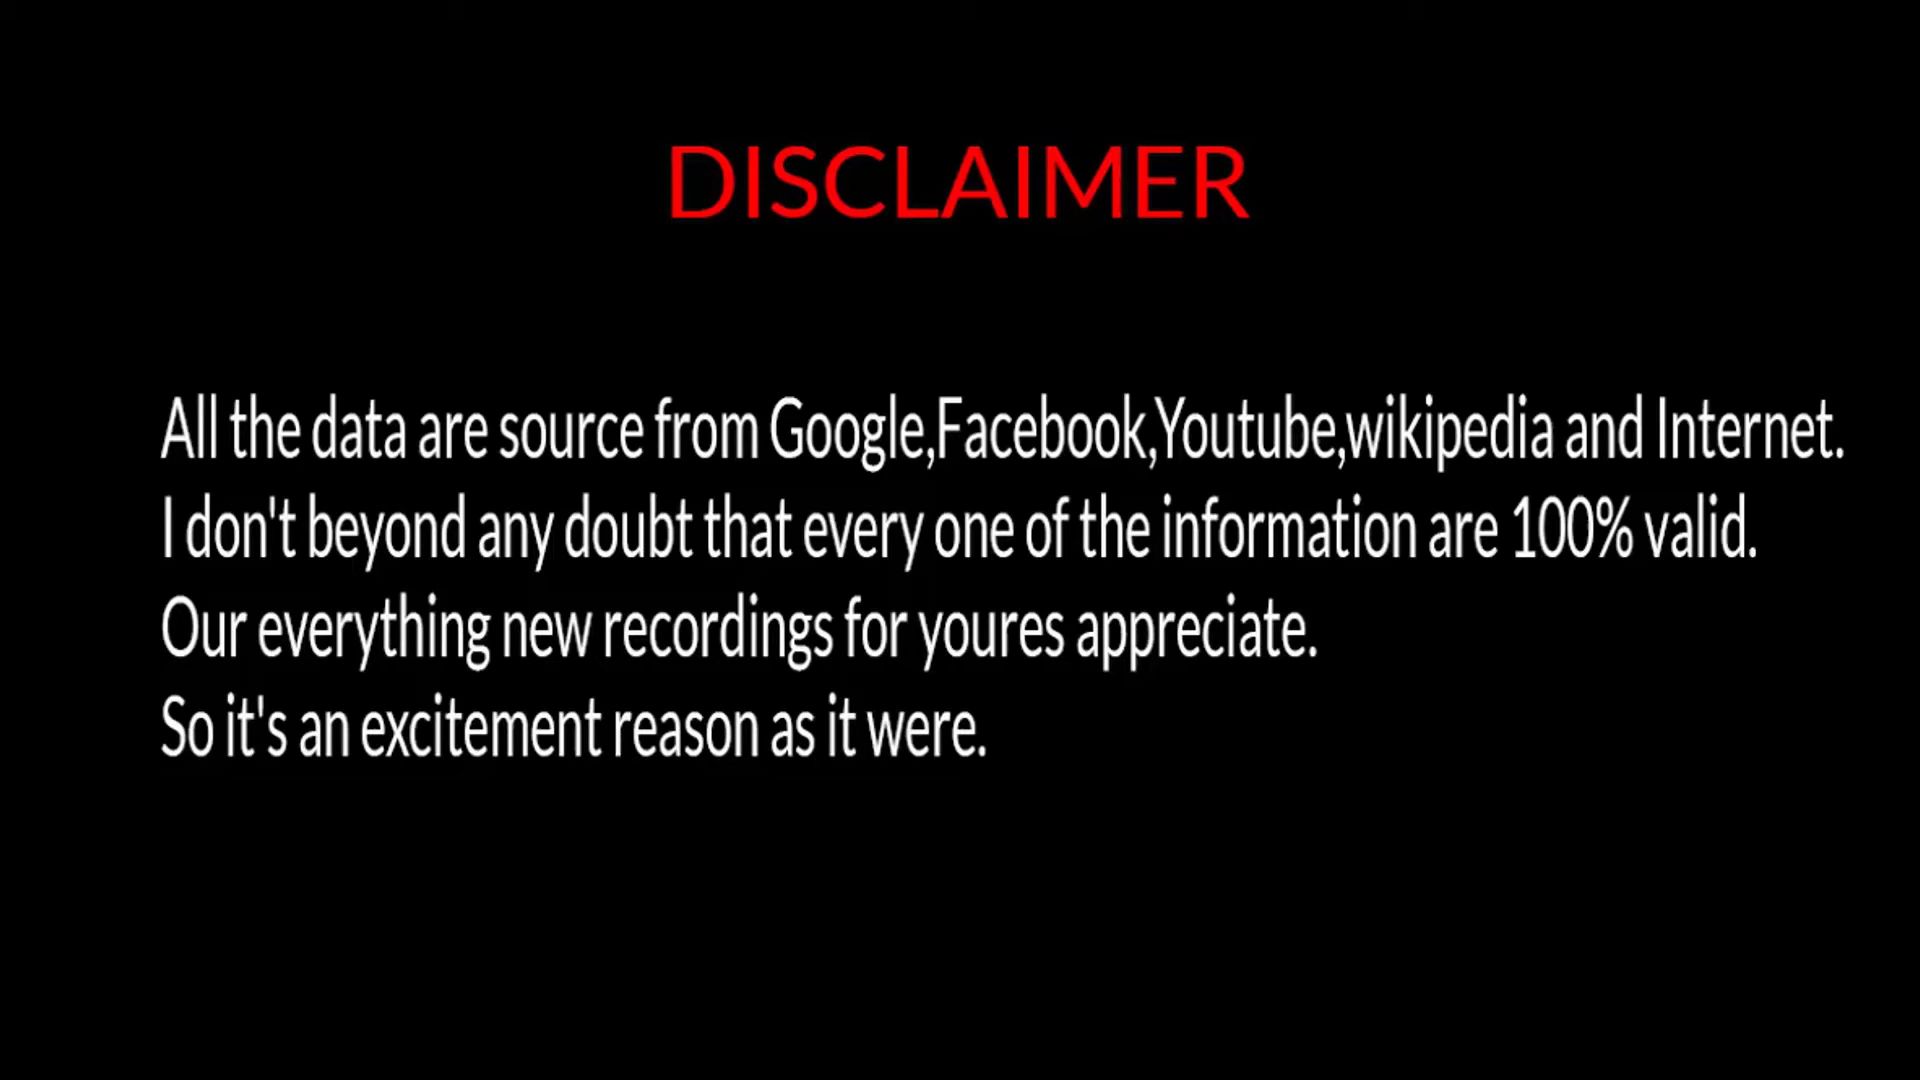 DISCLAIMER
All the data are source from Google,Facebook,Youtube,wikipedia and Internet.
I don't beyond any doubt that every one of the information are 100% valid.
Our everything new recordings for youres appreciate.
So it's an excitement reason as it were.